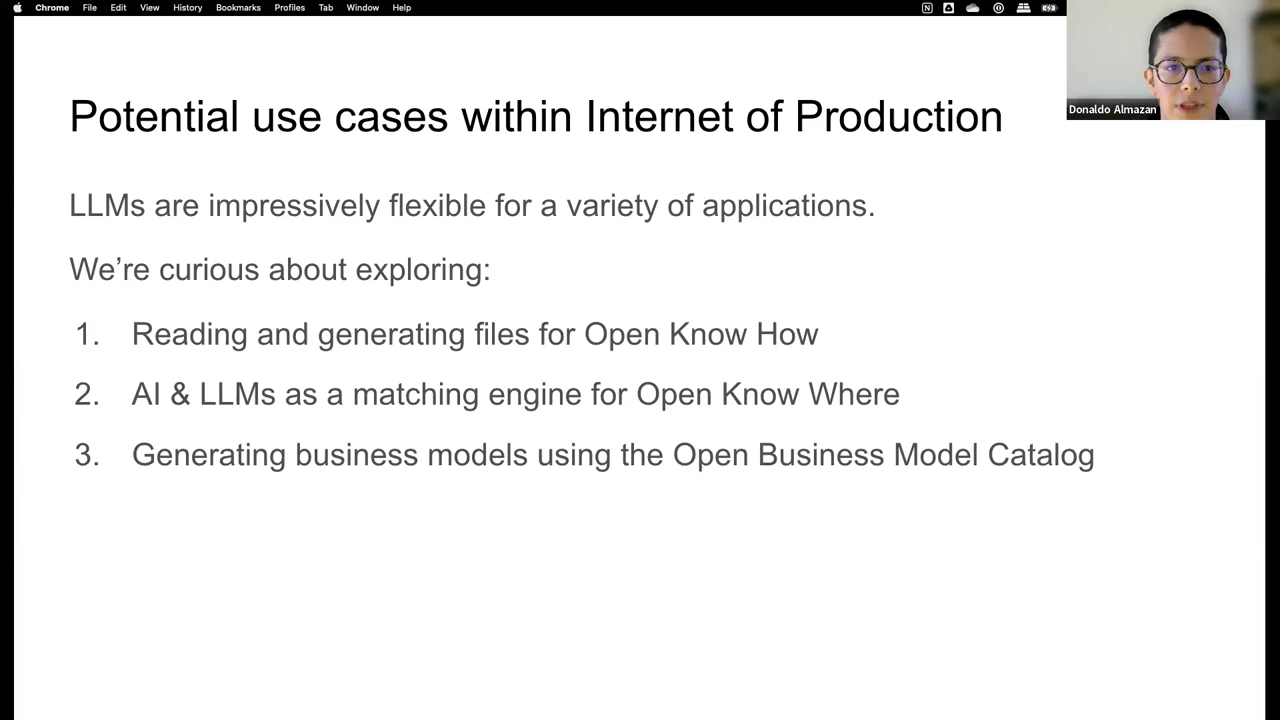 Chrome File Edit View History Bookmarks Profiles Tab Window Help
Donaldo Almazan
Potential use cases within Internet of Production
LLMs are impressively flexible for a variety of applications.
We’re curious about exploring:
1. Reading and generating files for Open Know How
2. AI & LLMs as a matching engine for Open Know Where
3. Generating business models using the Open Business Model Catalog